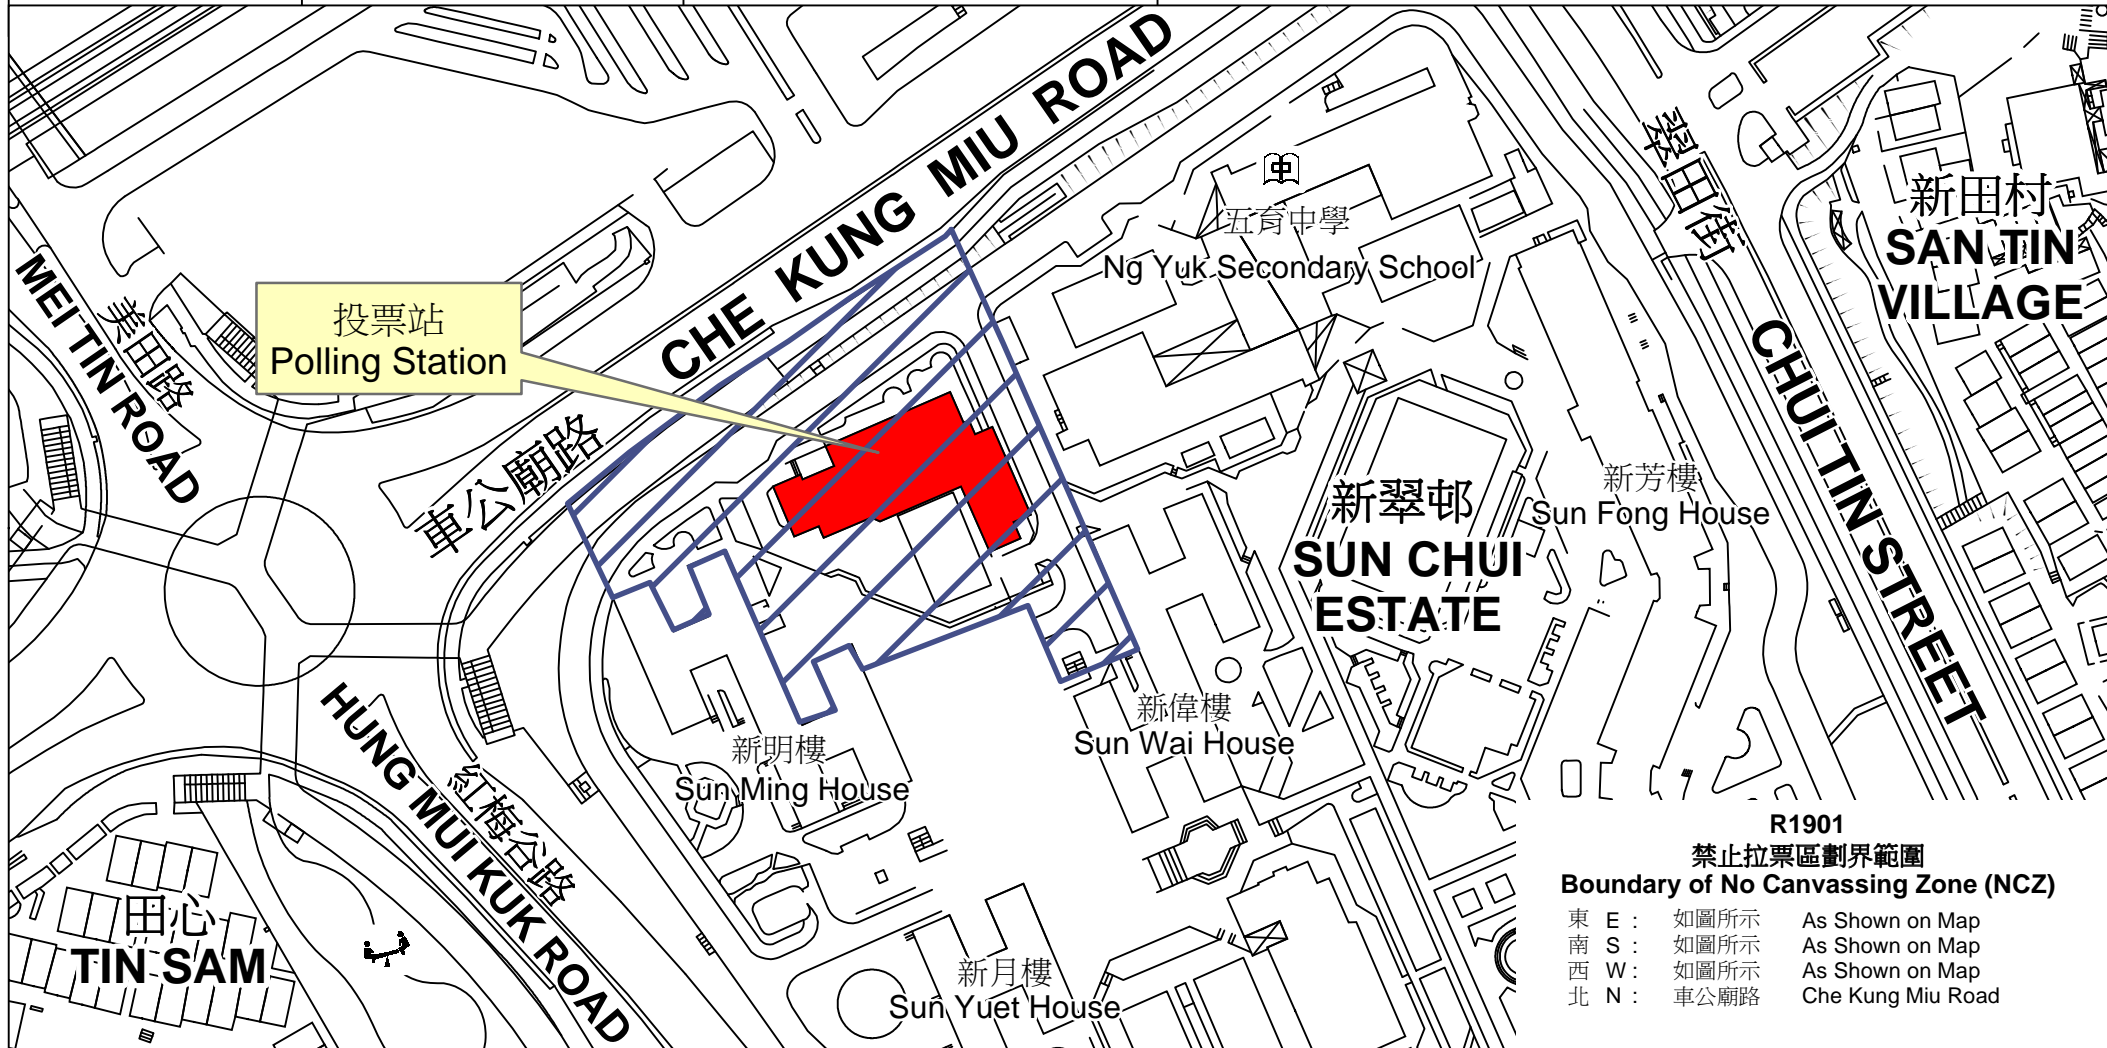 CHE KUNG MIU ROAD
車公廟路
中
五育中學
Ng Yuk Secondary School
翠田街
CHUI TIN STREET
新田村
SAN TIN
VILLAGE
美田路
MEI TIN ROAD
投票站
Polling Station
新翠邨
SUN CHUI
ESTATE
新芳樓
Sun Fong House
新偉樓
Sun Wai House
新明樓
Sun Ming House
紅梅谷路
HUNG MUI KUK ROAD
田心
TIN SAM
新月樓
Sun Yuet House
R1901
禁止拉票區劃界範圍
Boundary of No Canvassing Zone (NCZ)
東 E : 如圖所示 As Shown on Map
南 S : 如圖所示 As Shown on Map
西 W : 如圖所示 As Shown on Map
北 N : 車公廟路 Che Kung Miu Road